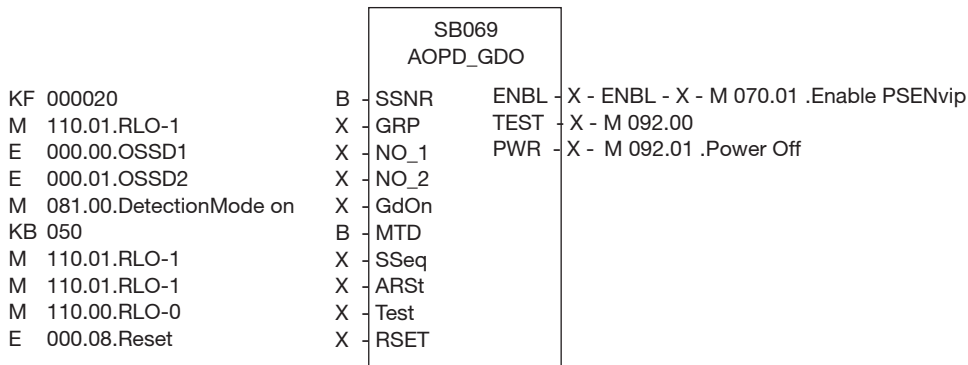 SB069
AOPD_GDO
KF 000020 B - SSNR ENBL - X - ENBL - X - M 070.01 .Enable PSENvip
M 110.01.RLO-1 X - GRP TEST - X - M 092.00
E 000.00.OSSD1 X - NO_1 PWR - X - M 092.01 .Power Off
E 000.01.OSSD2 X - NO_2
M 081.00.DetectionMode on X - GdOn
KB 050 B - MTD
M 110.01.RLO-1 X - SSeq
M 110.01.RLO-1 X - ARSt
M 110.00.RLO-0 X - Test
E 000.08.Reset X - RSET